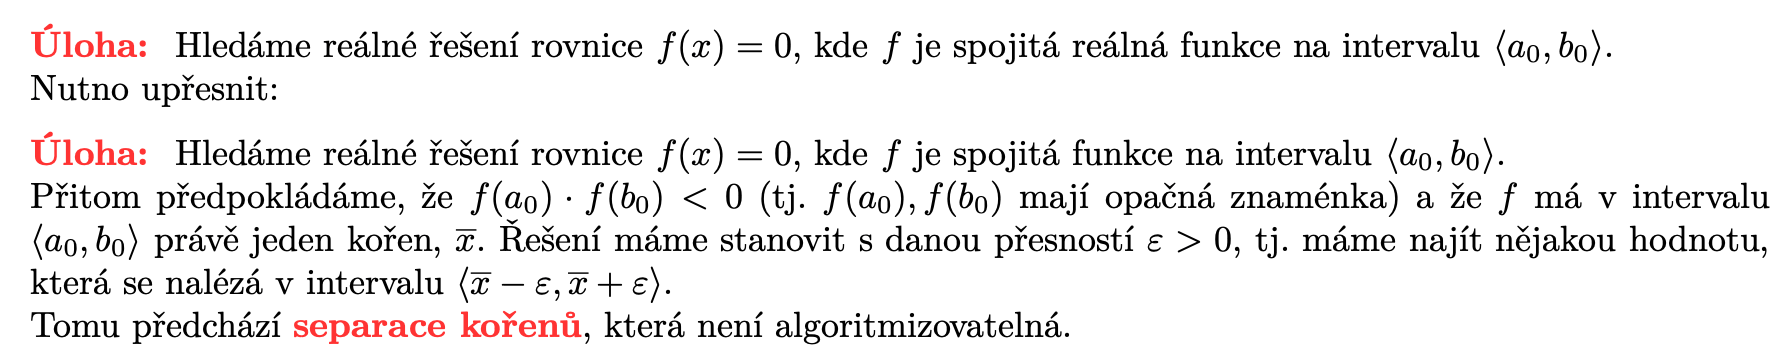 Úloha: Hledáme reálné řešení rovnice f(x) = 0, kde f je spojitá reálná funkce na intervalu ⟨a₀, b₀⟩.
Nutno upřesnit:
Úloha: Hledáme reálné řešení rovnice f(x) = 0, kde f je spojitá funkce na intervalu ⟨a₀, b₀⟩.
Přitom předpokládáme, že f(a₀) · f(b₀) < 0 (tj. f(a₀), f(b₀) mají opačná znaménka) a že f má v intervalu
⟨a₀, b₀⟩ právě jeden kořen, x̄. Řešení máme stanovit s danou přesností ε > 0, tj. máme najít nějakou hodnotu,
která se nalézá v intervalu ⟨x̄ − ε, x̄ + ε⟩.
Tomu předchází separace kořenů, která není algoritmizovatelná.